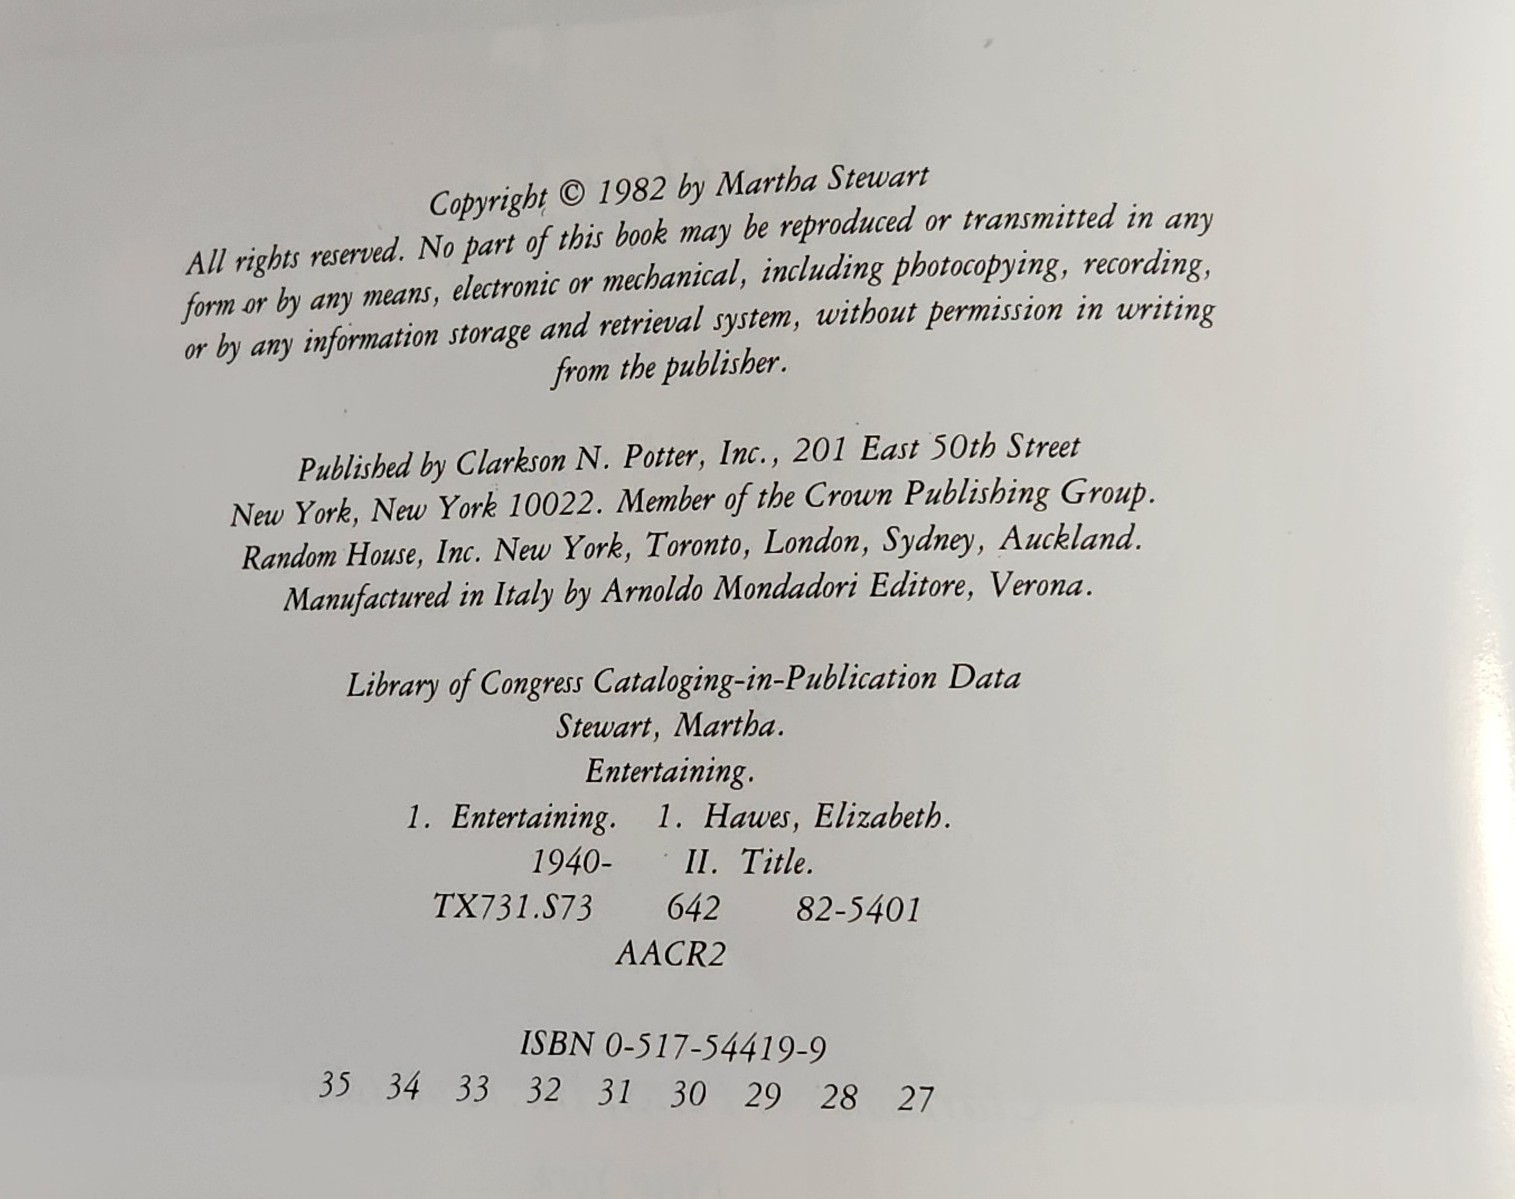 Copyright © 1982 by Martha Stewart
All rights reserved. No part of this book may be reproduced or transmitted in any
form or by any means, electronic or mechanical, including photocopying, recording,
or by any information storage and retrieval system, without permission in writing
from the publisher.
Published by Clarkson N. Potter, Inc., 201 East 50th Street
New York, New York 10022. Member of the Crown Publishing Group.
Random House, Inc. New York, Toronto, London, Sydney, Auckland.
Manufactured in Italy by Arnoldo Mondadori Editore, Verona.
Library of Congress Cataloging-in-Publication Data
Stewart, Martha.
Entertaining.
1. Entertaining. 1. Hawes, Elizabeth.
1940- II. Title.
TX731.S73 642 82-5401
AACR2
ISBN 0-517-54419-9
35 34 33 32 31 30 29 28 27